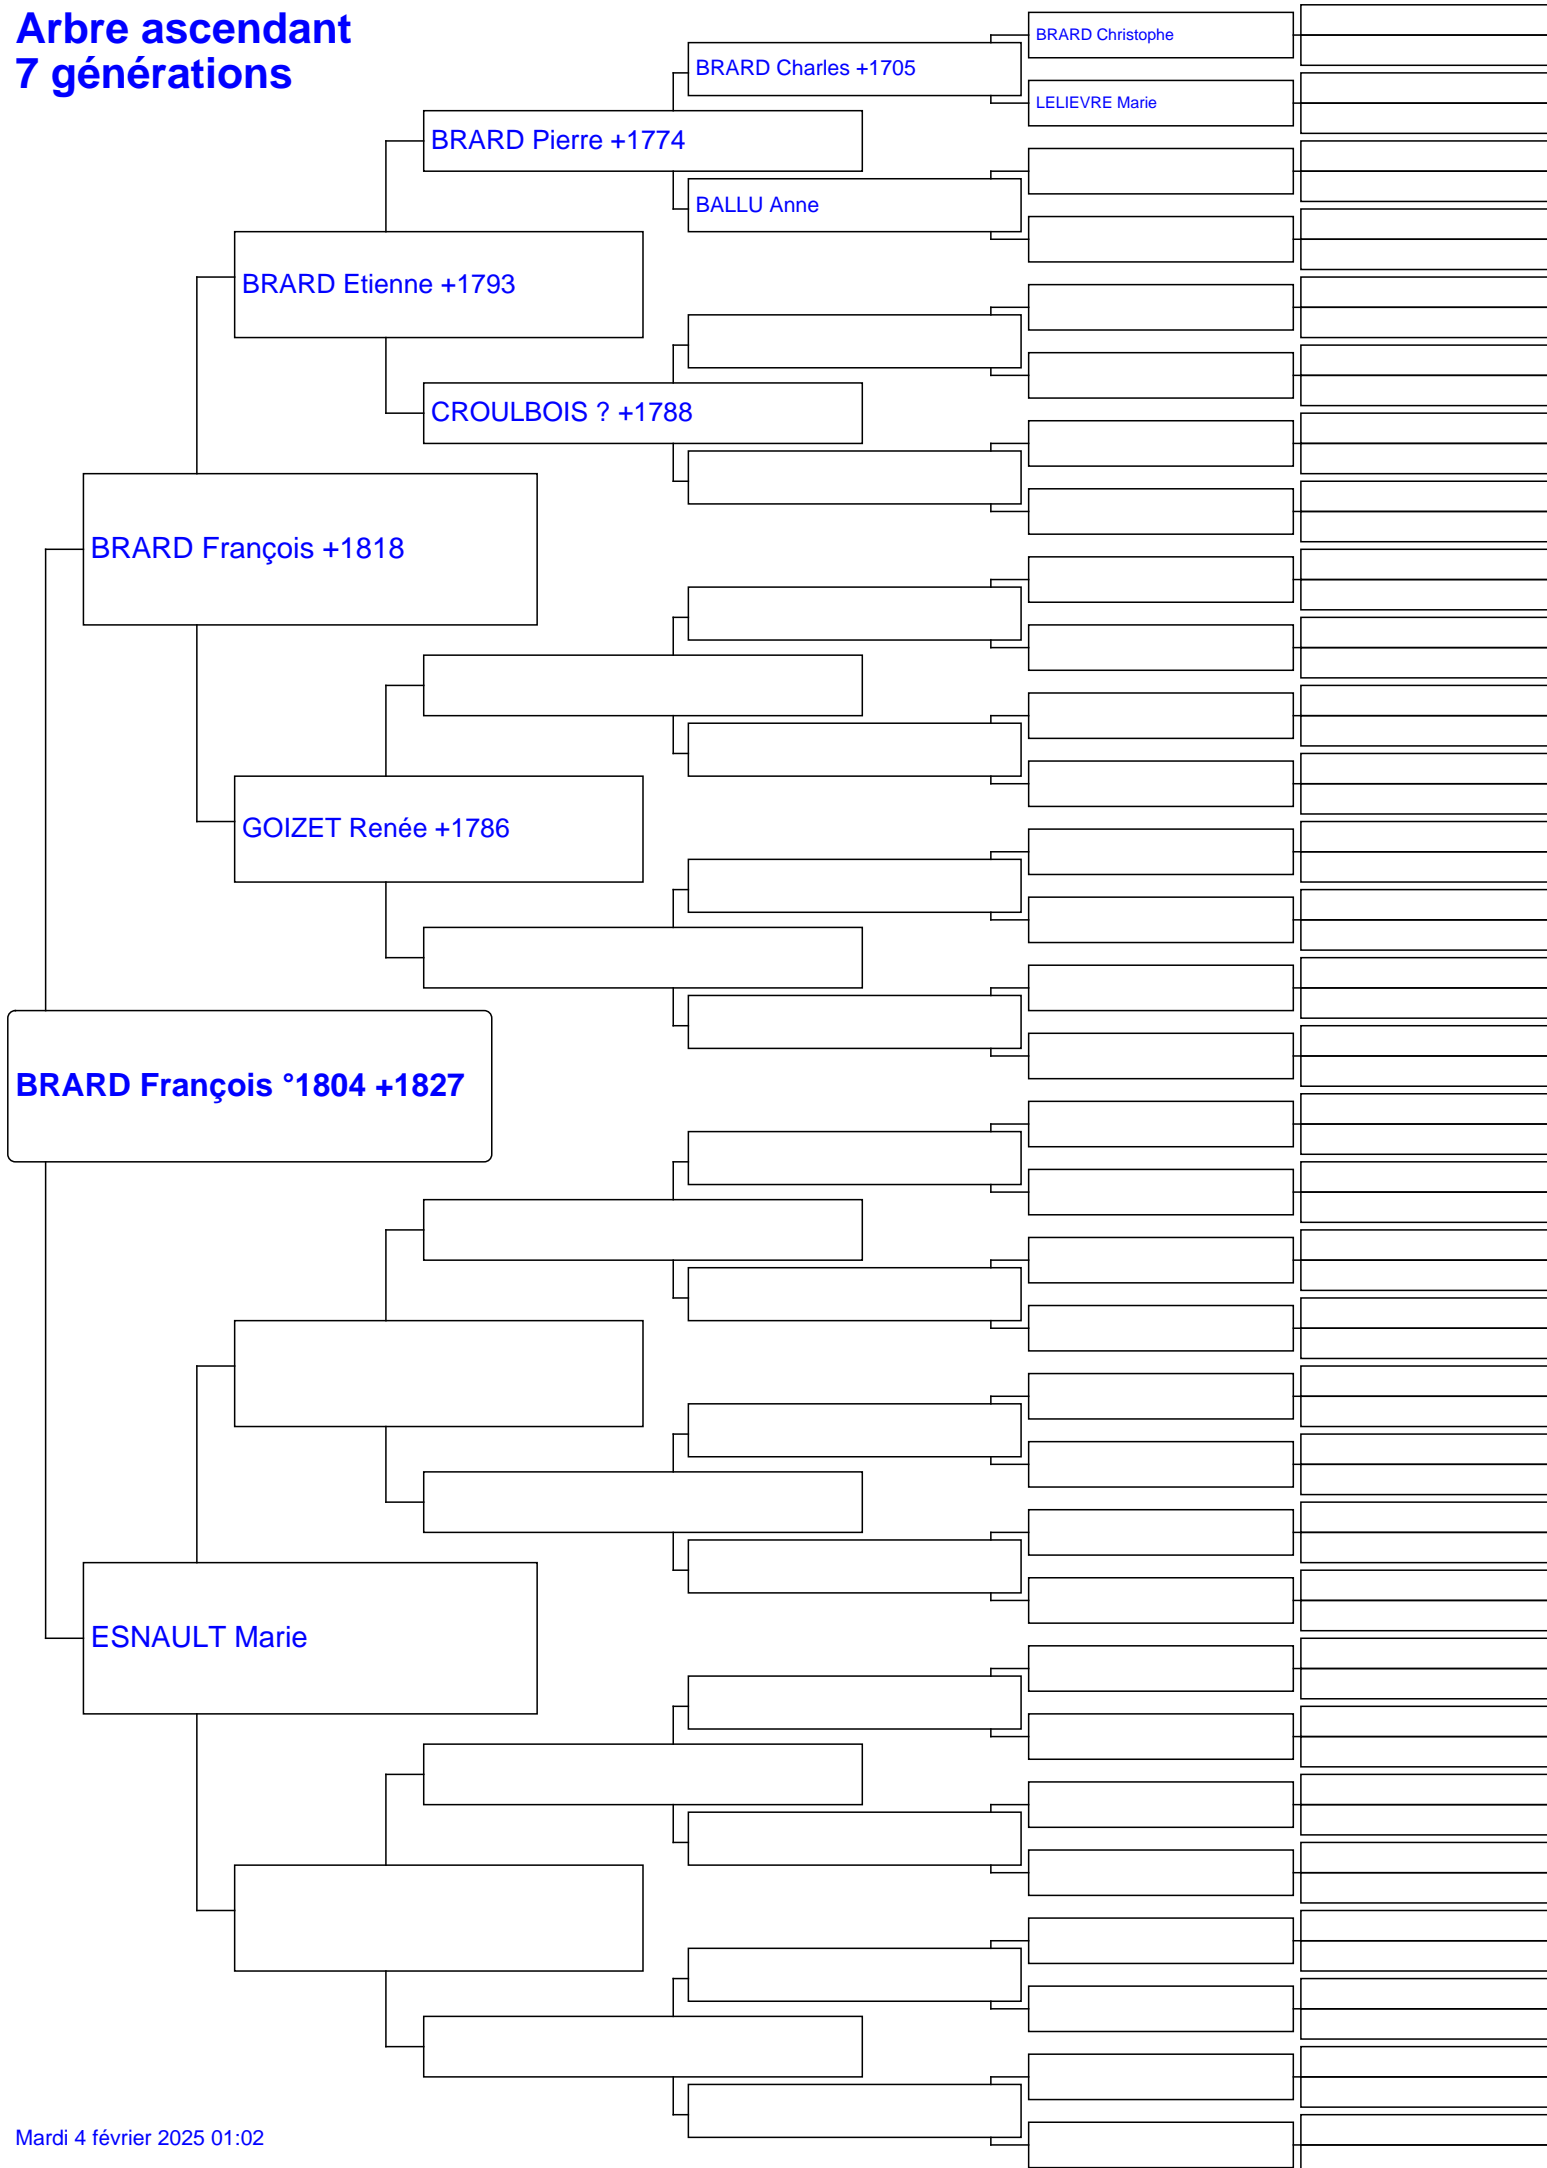 Arbre ascendant
7 générations
BRARD Christophe
BRARD Charles +1705
LELIEVRE Marie
BRARD Pierre +1774
BALLU Anne
BRARD Etienne +1793
CROULBOIS ? +1788
BRARD François +1818
GOIZET Renée +1786
BRARD François °1804 +1827
ESNAULT Marie
Mardi 4 février 2025 01:02